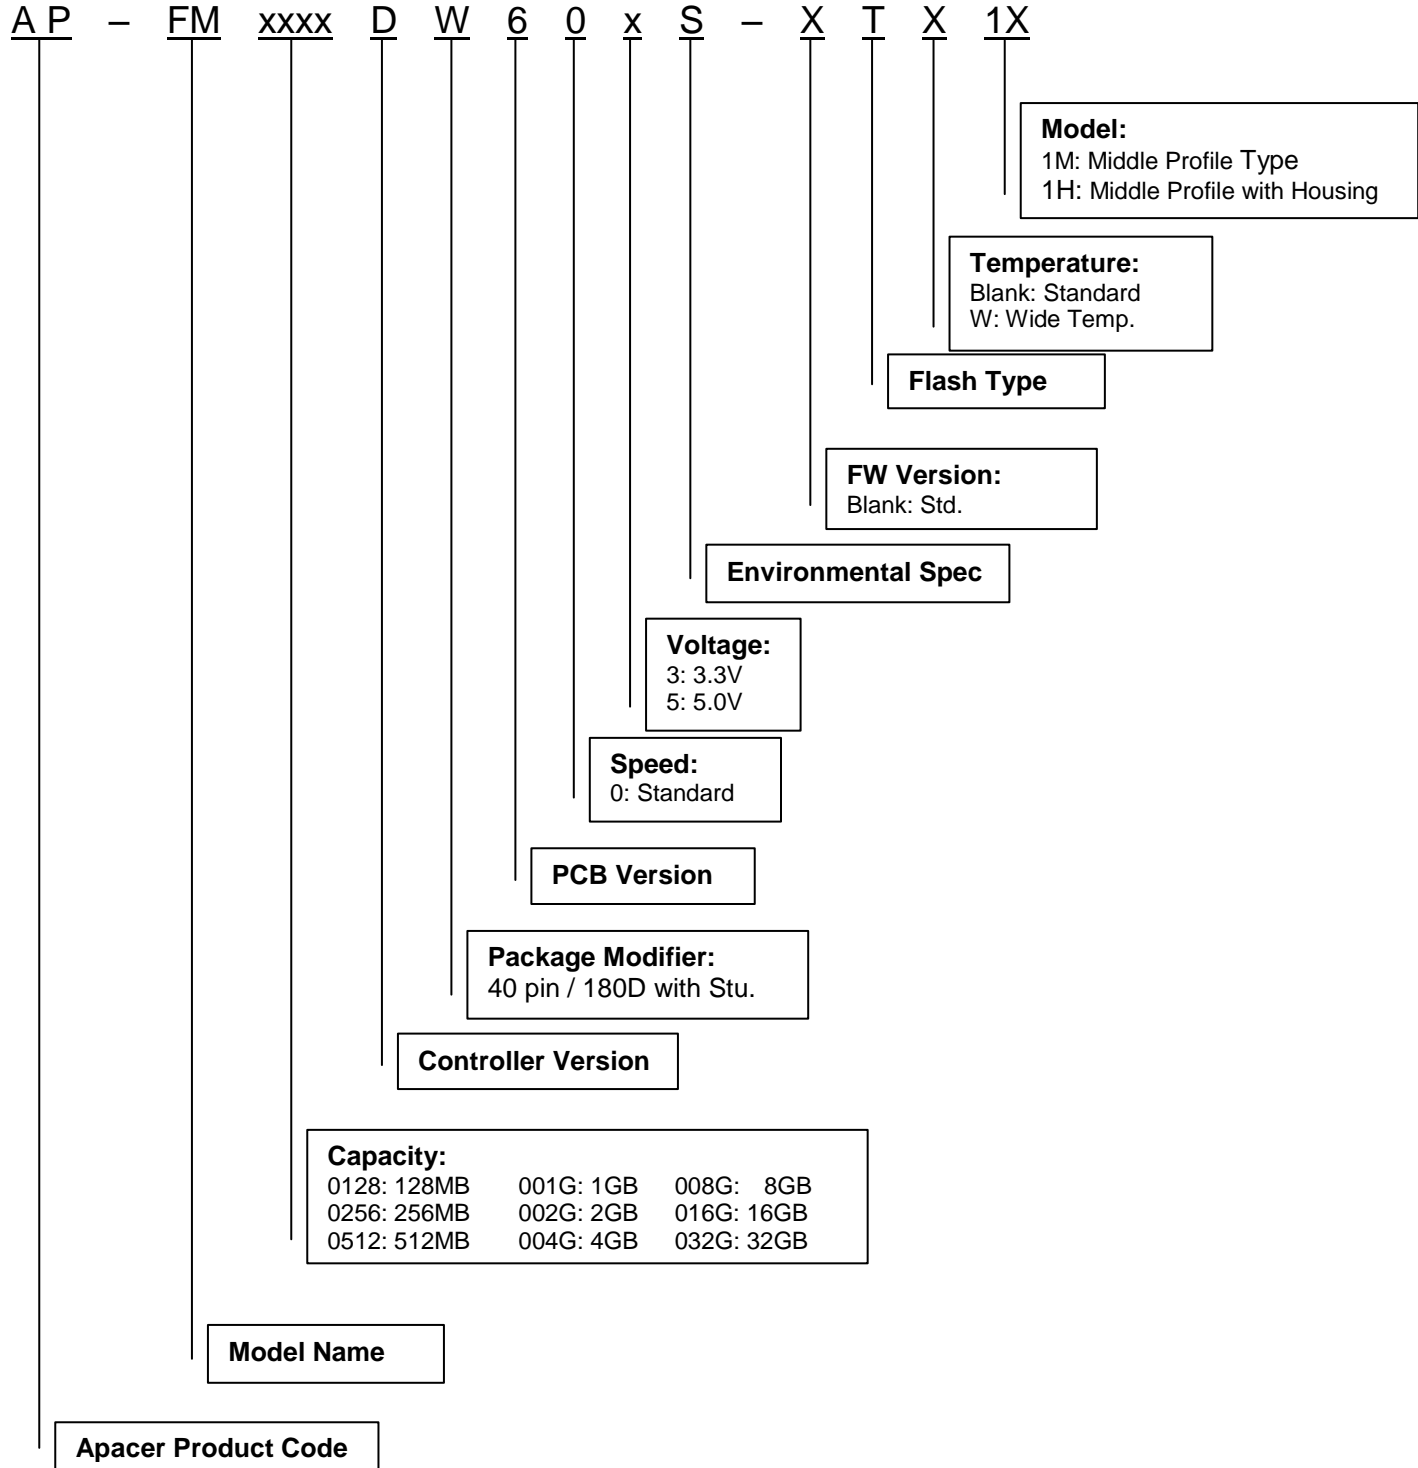 AP – FM xxxx D W 6 0 x S – X T X 1X
Model:
1M: Middle Profile Type
1H: Middle Profile with Housing
Temperature:
Blank: Standard
W: Wide Temp.
Flash Type
FW Version:
Blank: Std.
Environmental Spec
Voltage:
3: 3.3V
5: 5.0V
Speed:
0: Standard
PCB Version
Package Modifier:
40 pin / 180D with Stu.
Controller Version
Capacity:
0128: 128MB 001G: 1GB 008G: 8GB
0256: 256MB 002G: 2GB 016G: 16GB
0512: 512MB 004G: 4GB 032G: 32GB
Model Name
Apacer Product Code